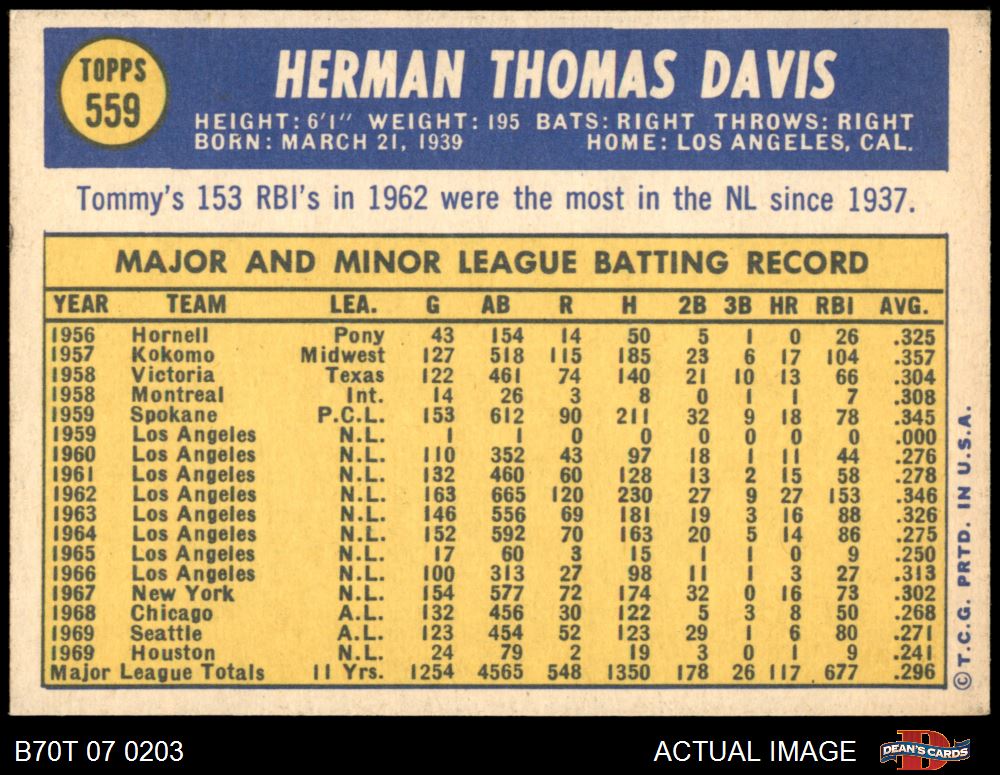 TOPPS
559
HERMAN THOMAS DAVIS
HEIGHT: 6'1" WEIGHT: 195 BATS: RIGHT THROWS: RIGHT
BORN: MARCH 21, 1939 HOME: LOS ANGELES, CAL.
Tommy's 153 RBI's in 1962 were the most in the NL since 1937.
MAJOR AND MINOR LEAGUE BATTING RECORD
YEAR TEAM LEA. G AB R H 2B 3B HR RBI AVG.
1956 Hornell Pony 43 154 14 50 5 1 0 26 .325
1957 Kokomo Midwest 127 518 115 185 23 6 17 104 .357
1958 Victoria Texas 122 461 74 140 21 10 13 66 .304
1958 Montreal Int. 14 26 3 8 0 1 1 7 .308
1959 Spokane P.C.L. 153 612 90 211 32 9 18 78 .345
1959 Los Angeles N.L. 1 1 0 0 0 0 0 0 .000
1960 Los Angeles N.L. 110 352 43 97 18 1 11 44 .276
1961 Los Angeles N.L. 132 460 60 128 13 2 15 58 .278
1962 Los Angeles N.L. 163 665 120 230 27 9 27 153 .346
1963 Los Angeles N.L. 146 556 69 181 19 3 16 88 .326
1964 Los Angeles N.L. 152 592 70 163 20 5 14 86 .275
1965 Los Angeles N.L. 17 60 3 15 1 1 0 9 .250
1966 Los Angeles N.L. 100 313 27 98 11 1 3 27 .313
1967 New York N.L. 154 577 72 174 32 0 16 73 .302
1968 Chicago A.L. 132 456 30 122 5 3 8 50 .268
1969 Seattle A.L. 123 454 52 123 29 1 6 80 .271
1969 Houston N.L. 24 79 2 19 3 0 1 9 .241
Major League Totals 11 Yrs. 1254 4565 548 1350 178 26 117 677 .296
©T.C.G. PRTD. IN U.S.A.
B70T 07 0203 ACTUAL IMAGE
DEAN'S CARDS